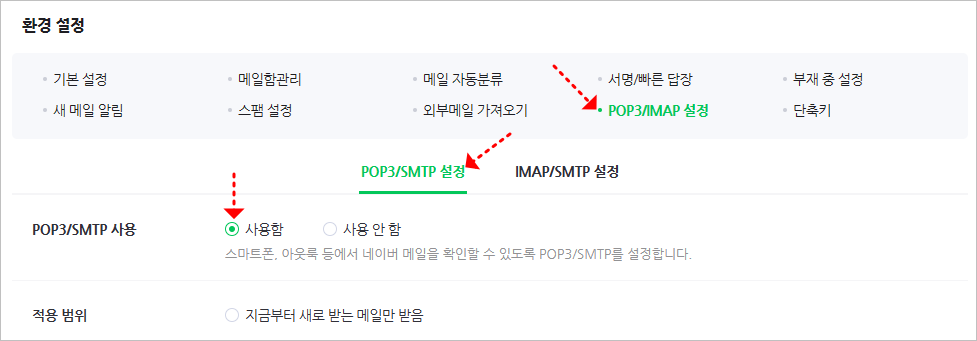 환경 설정
기본 설정 메일함관리 메일 자동분류 서명/빠른 답장 부재 중 설정
새 메일 알림 스팸 설정 외부메일 가져오기 POP3/IMAP 설정 단축키
POP3/SMTP 설정 IMAP/SMTP 설정
POP3/SMTP 사용 사용함 사용 안 함
스마트폰, 아웃룩 등에서 네이버 메일을 확인할 수 있도록 POP3/SMTP를 설정합니다.
적용 범위 지금부터 새로 받는 메일만 받음